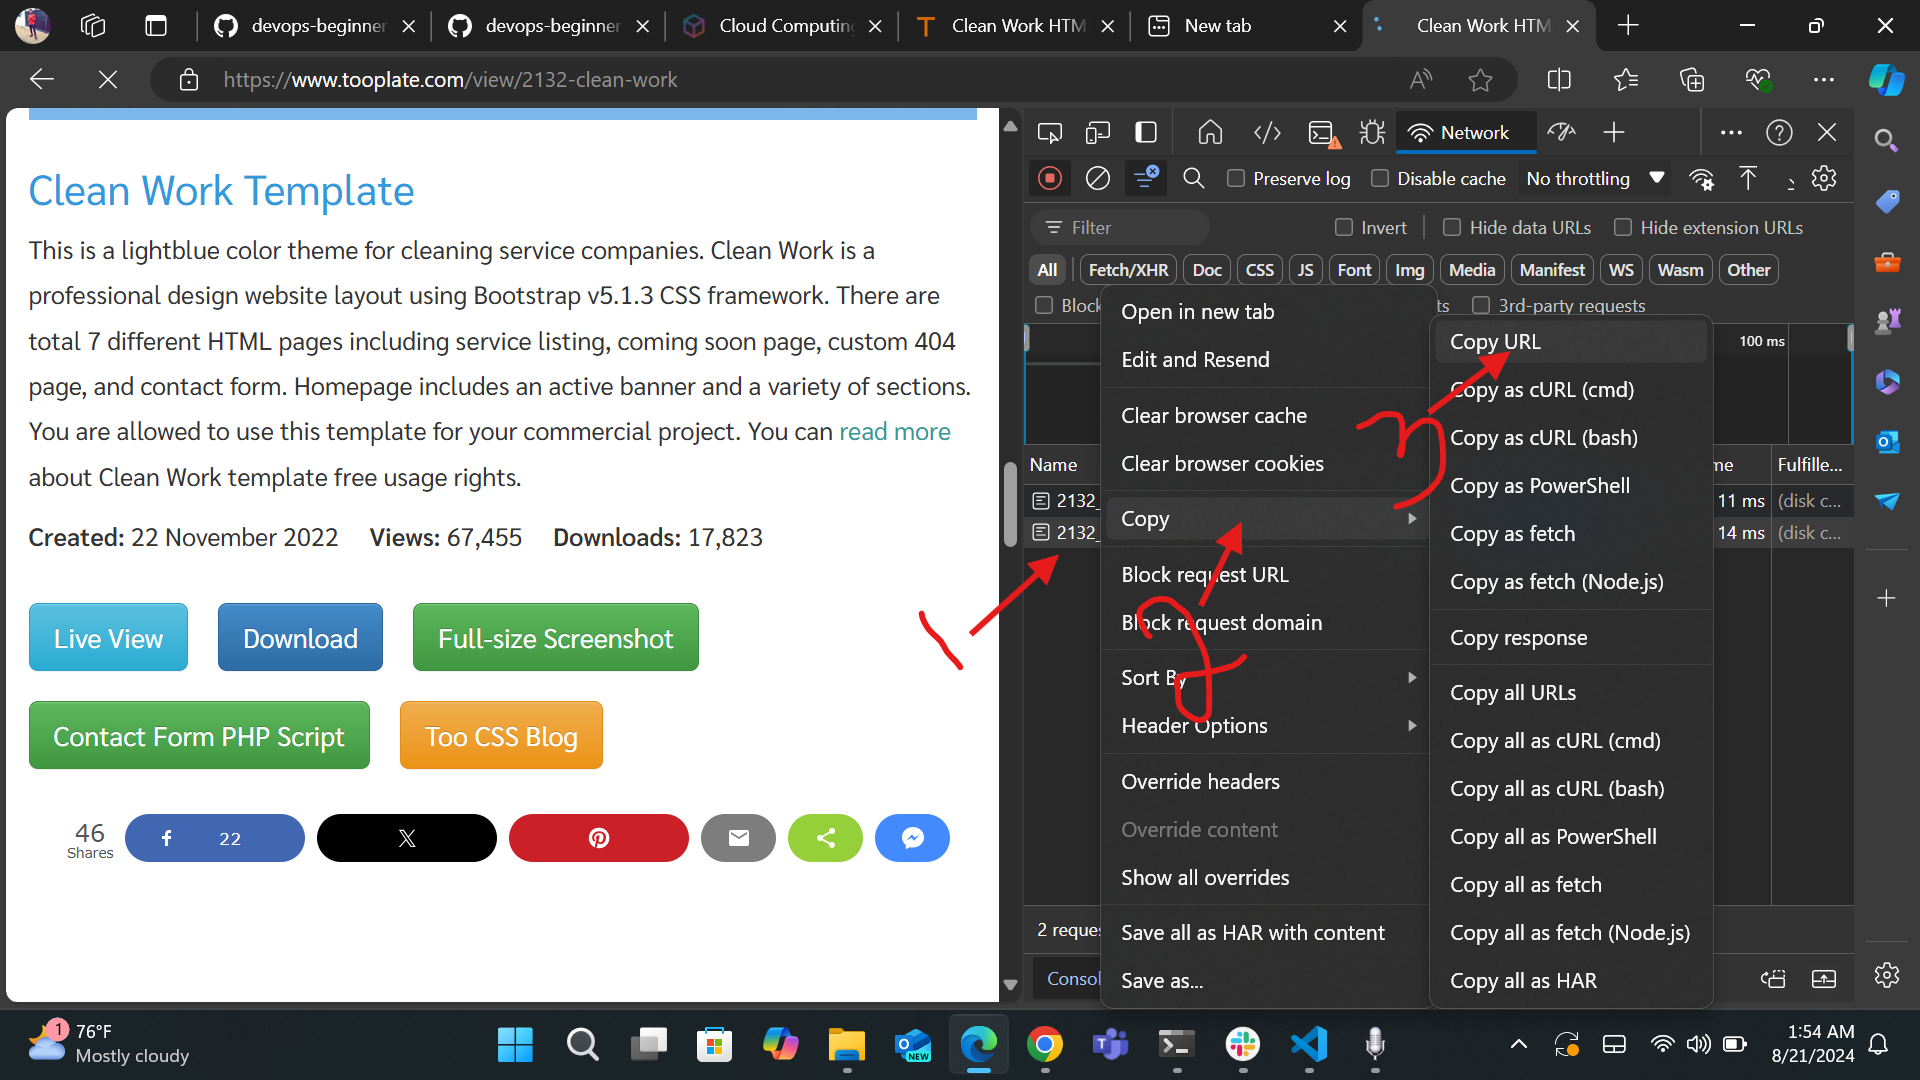 devops-beginner
devops-beginner
Cloud Computing
Clean Work HTM
New tab
Clean Work HTM
https://www.tooplate.com/view/2132-clean-work
Clean Work Template
This is a lightblue color theme for cleaning service companies. Clean Work is a
professional design website layout using Bootstrap v5.1.3 CSS framework. There are
total 7 different HTML pages including service listing, coming soon page, custom 404
page, and contact form. Homepage includes an active banner and a variety of sections.
You are allowed to use this template for your commercial project. You can read more
about Clean Work template free usage rights.
Created: 22 November 2022 Views: 67,455 Downloads: 17,823
Live View
Download
Full-size Screenshot
Contact Form PHP Script
Too CSS Blog
46
Shares
22
Network
Preserve log
Disable cache
No throttling
Filter
Invert
Hide data URLs
Hide extension URLs
All
Fetch/XHR
Doc
CSS
JS
Font
Img
Media
Manifest
WS
Wasm
Other
Block
ts
3rd-party requests
100 ms
Name
me
Fulfille...
2132_
11 ms
(disk c...
2132_
14 ms
(disk c...
2 reques
Consol
Open in new tab
Edit and Resend
Clear browser cache
Clear browser cookies
Copy
Block request URL
Block request domain
Sort By
Header Options
Override headers
Override content
Show all overrides
Save all as HAR with content
Save as...
Copy URL
Copy as cURL (cmd)
Copy as cURL (bash)
Copy as PowerShell
Copy as fetch
Copy as fetch (Node.js)
Copy response
Copy all URLs
Copy all as cURL (cmd)
Copy all as cURL (bash)
Copy all as PowerShell
Copy all as fetch
Copy all as fetch (Node.js)
Copy all as HAR
1
76°F
Mostly cloudy
NEW
1:54 AM
8/21/2024